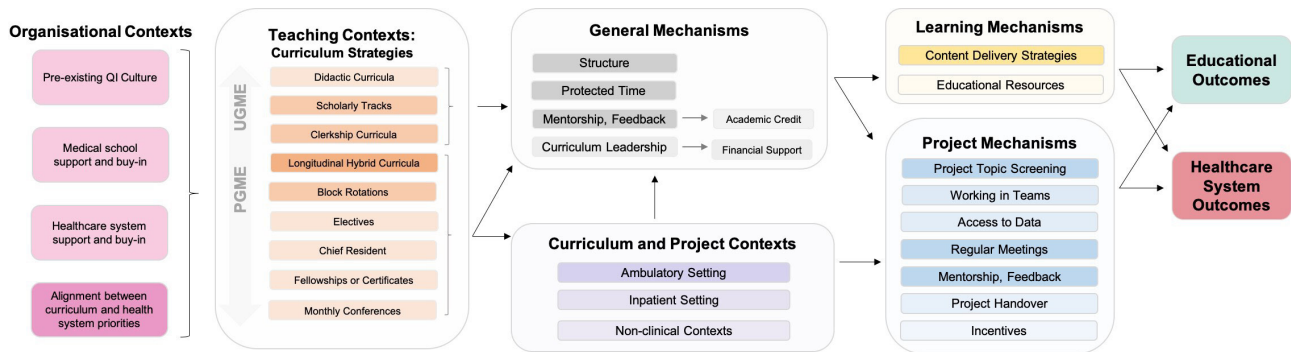 Organisational Contexts
Pre-existing QI Culture
Medical school
support and buy-in
Healthcare system
support and buy-in
Alignment between
curriculum and health
system priorities
Teaching Contexts:
Curriculum Strategies
UGME
PGME
Didactic Curricula
Scholarly Tracks
Clerkship Curricula
Longitudinal Hybrid Curricula
Block Rotations
Electives
Chief Resident
Fellowships or Certificates
Monthly Conferences
General Mechanisms
Structure
Protected Time
Mentorship, Feedback
Academic Credit
Curriculum Leadership
Financial Support
Curriculum and Project Contexts
Ambulatory Setting
Inpatient Setting
Non-clinical Contexts
Learning Mechanisms
Content Delivery Strategies
Educational Resources
Project Mechanisms
Project Topic Screening
Working in Teams
Access to Data
Regular Meetings
Mentorship, Feedback
Project Handover
Incentives
Educational
Outcomes
Healthcare
System
Outcomes